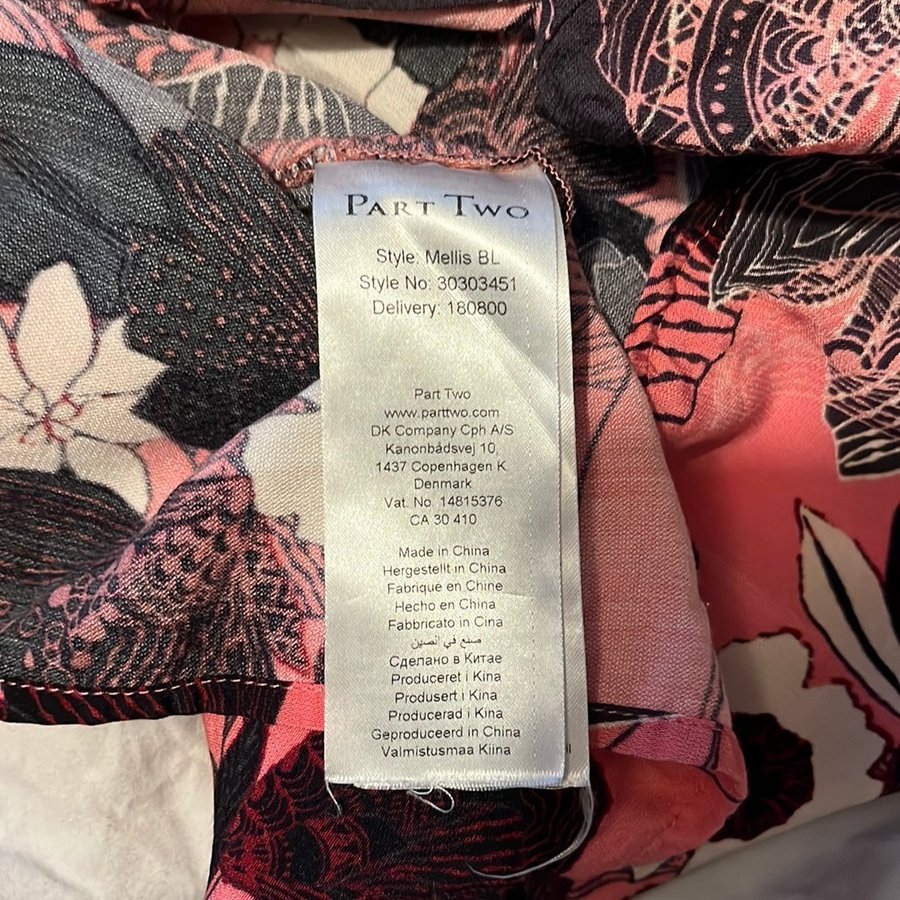 PART TWO
Style: Mellis BL
Style No: 30303451
Delivery: 180800
Part Two
www.parttwo.com
DK Company Cph A/S
Kanonbådsvej 10,
1437 Copenhagen K.
Denmark
Vat. No. 14815376
CA 30 410
Made in China
Hergestellt in China
Fabriqué en Chine
Hecho en China
Fabbricato in Cina
صنع في الصين
Сделано в Китае
Produceret i Kina
Produsert i Kina
Producerad i Kina
Geproduceerd in China
Valmistusmaa Kiina